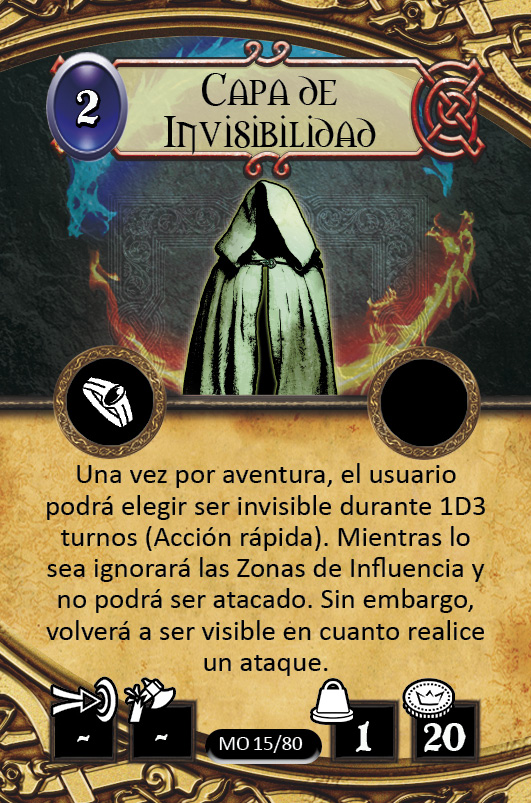 2
CAPA DE
INVISIBILIDAD
Una vez por aventura, el usuario
podrá elegir ser invisible durante 1D3
turnos (Acción rápida). Mientras lo
sea ignorará las Zonas de Influencia y
no podrá ser atacado. Sin embargo,
volverá a ser visible en cuanto realice
un ataque.
~ ~ MO 15/80 1 20